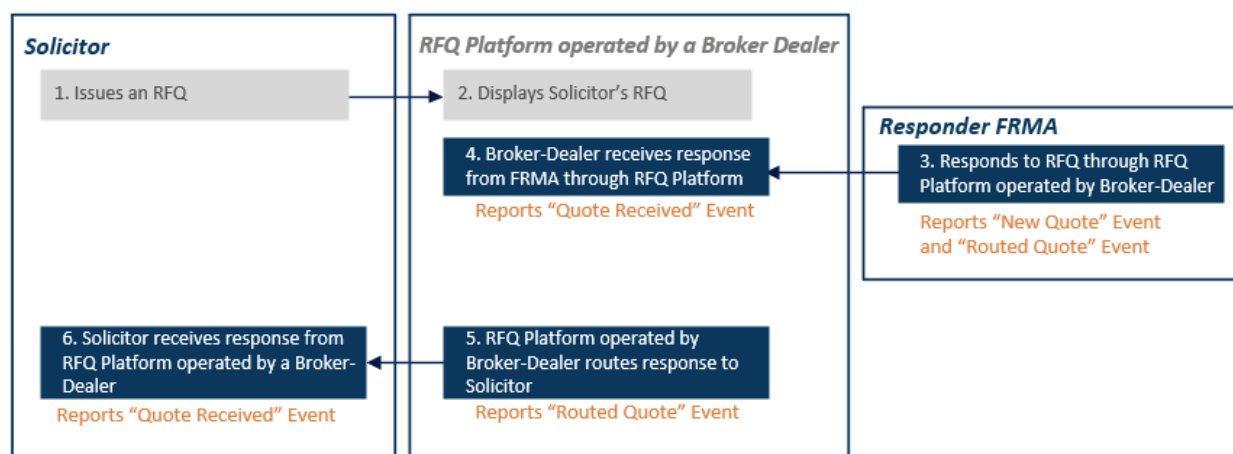 Solicitor
1. Issues an RFQ
RFQ Platform operated by a Broker Dealer
2. Displays Solicitor's RFQ
Responder FRMA
3. Responds to RFQ through RFQ
Platform operated by Broker-Dealer
Reports “New Quote” Event
and “Routed Quote” Event
4. Broker-Dealer receives response
from FRMA through RFQ Platform
Reports “Quote Received” Event
5. RFQ Platform operated by
Broker-Dealer routes response to
Solicitor
Reports “Routed Quote” Event
6. Solicitor receives response from
RFQ Platform operated by a Broker-
Dealer
Reports “Quote Received” Event